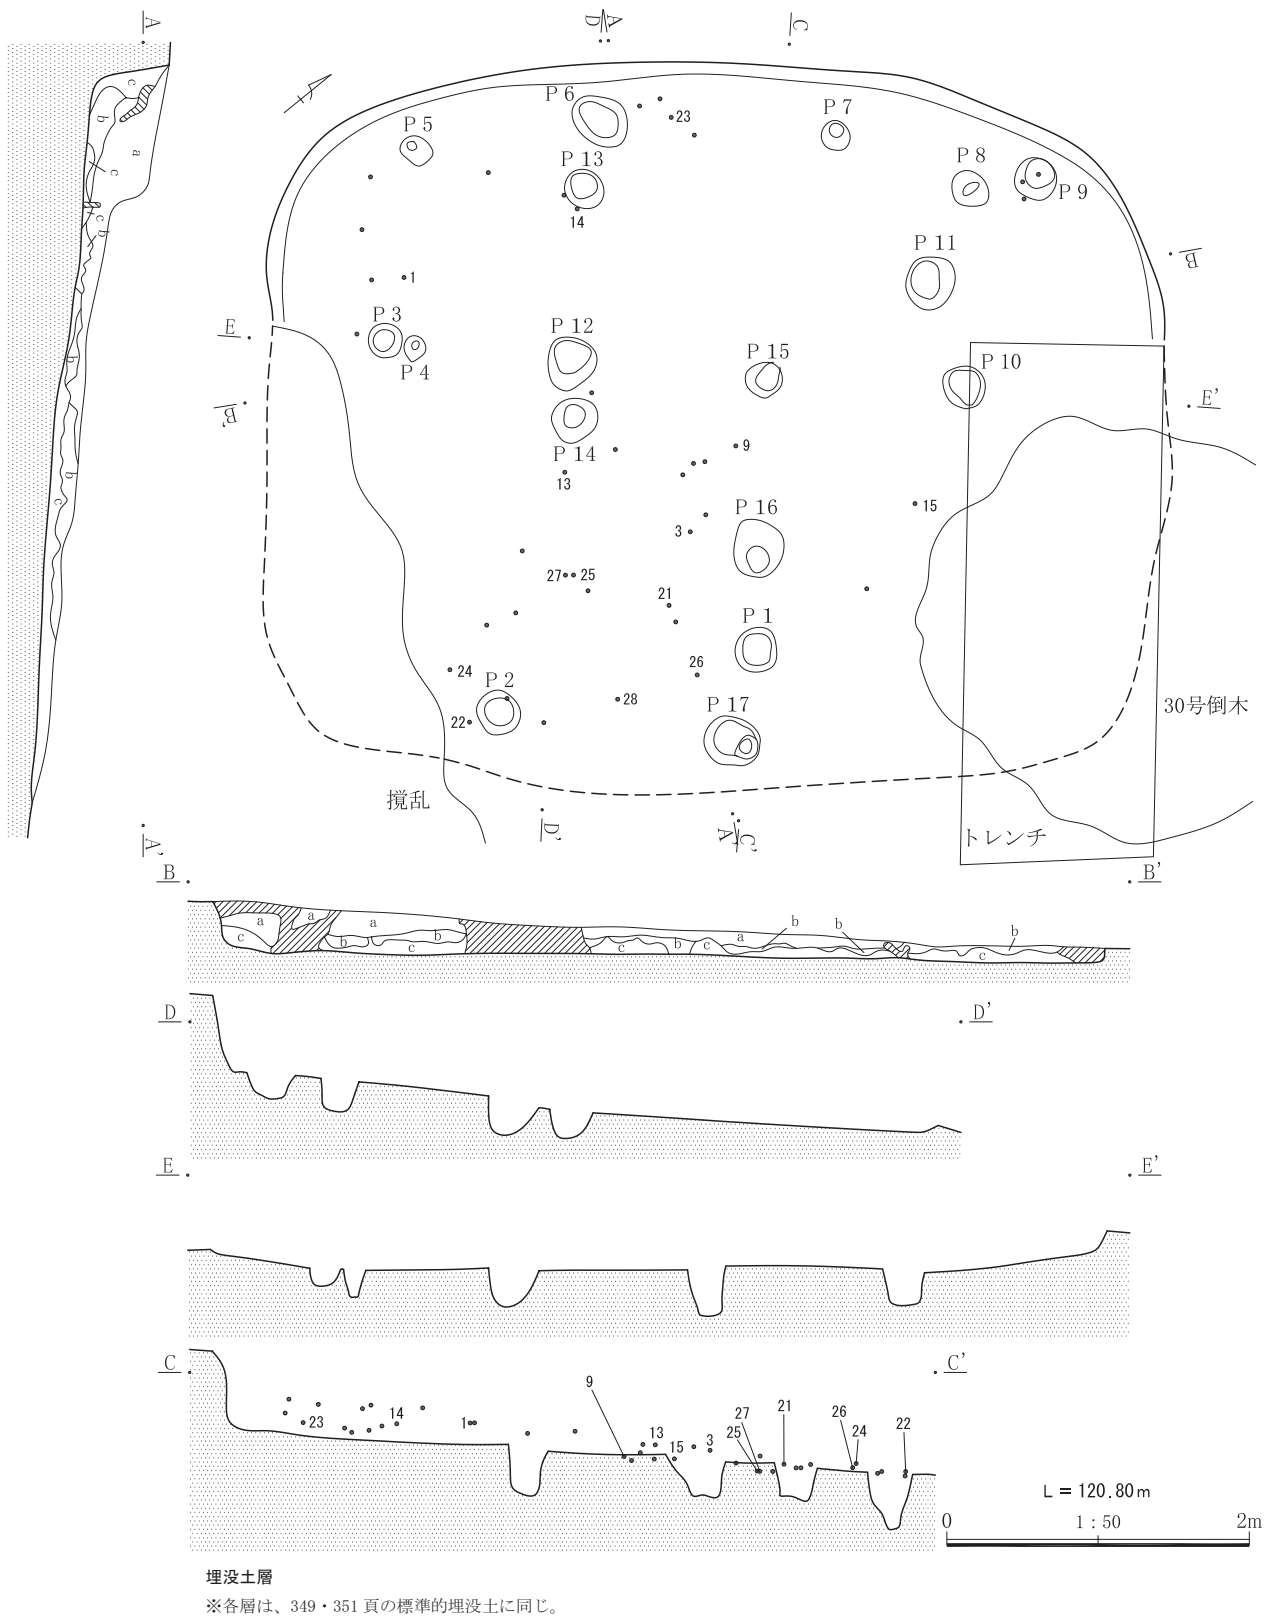 A
A
D
C
P 6
P 7
P 5
23
P 13
P 8
P 9
14
P 11
B
1
E
P 3
P 4
P 12
P 15
P 10
E'
B'
P 14
9
13
15
3
P 16
27
25
21
P 1
26
24
P 2
28
22
P 17
30号倒木
撹乱
トレンチ
A'
D'
A'
C'
c
b
a
c
c
b
b
b
c
B
B'
a
a
a
c
b
c
b
c
b
c
a
b
b
b
c
D
D'
E
E'
C
C'
23
14
1
9
13
15
3
27
25
21
26
24
22
L = 120.80m
0
1 : 50
2m
埋没土層
※各層は、349・351 頁の標準的埋没土に同じ。